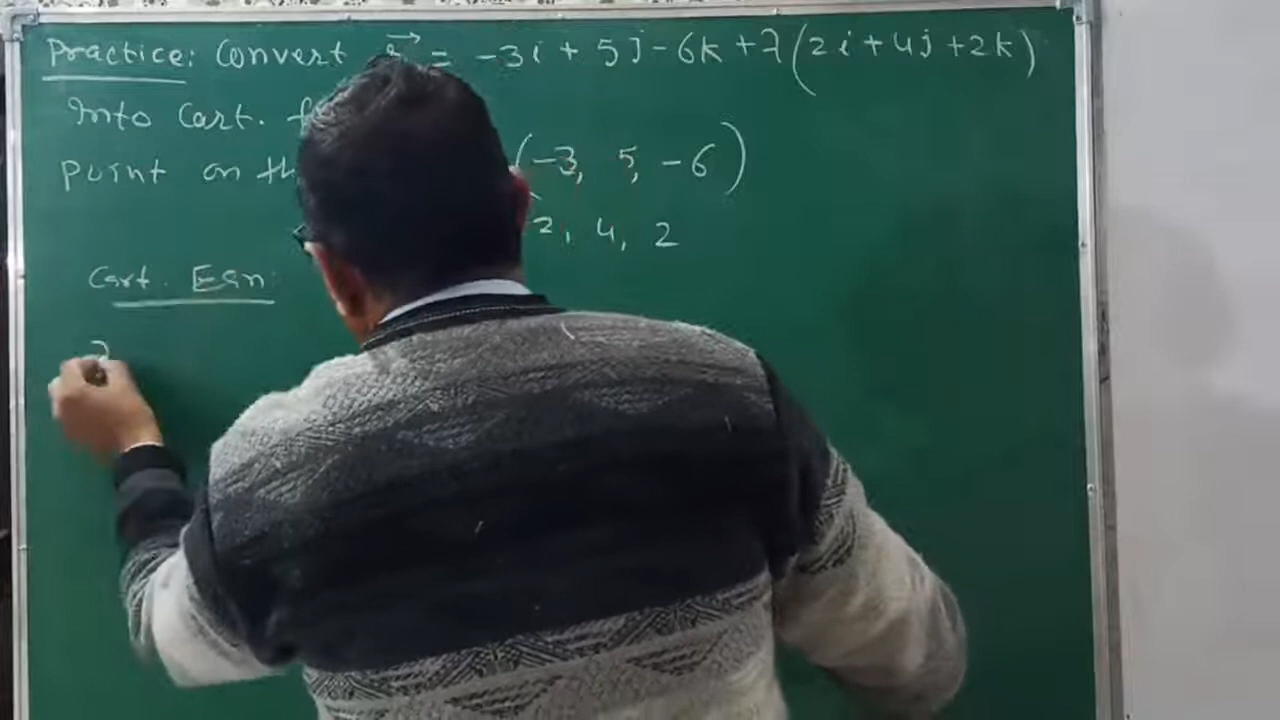 Practice: Convert r⃗ = -3i + 5j - 6k + λ(2i + 4j + 2k)
Into Cart.
Point on (-3, 5, -6)
2, 4, 2
Cart. Eqn